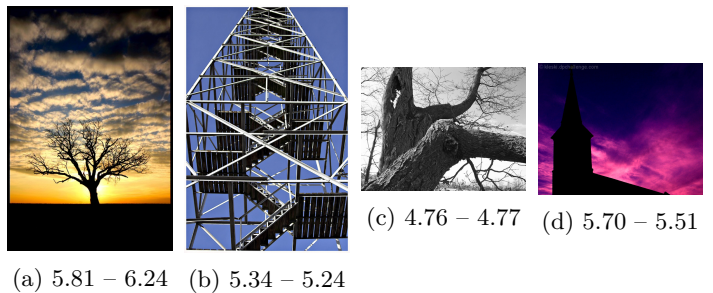 (a) 5.81 – 6.24
(b) 5.34 – 5.24
(c) 4.76 – 4.77
(d) 5.70 – 5.51